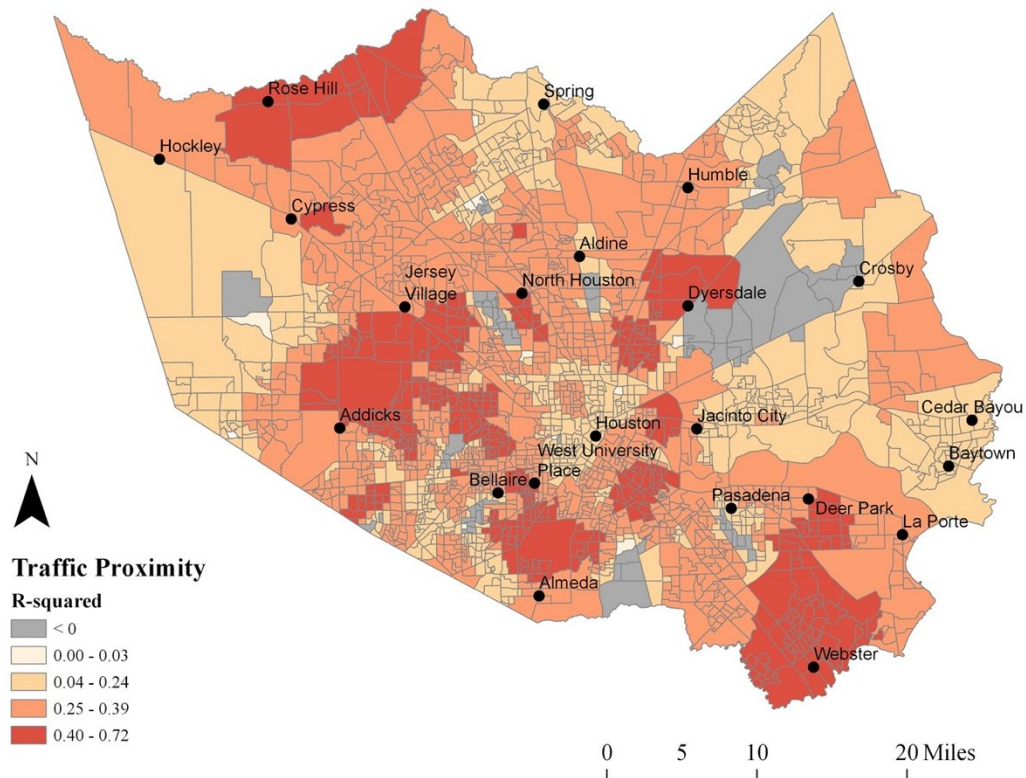 Rose Hill
Spring
Hockley
Humble
Cypress
Aldine
Crosby
Jersey
Village
North Houston
Dyersdale
Addicks
Houston
Jacinto City
Cedar Bayou
West University
Place
Bellaire
Baytown
Pasadena
Deer Park
La Porte
Almeda
Webster
N
Traffic Proximity
R-squared
< 0
0.00 - 0.03
0.04 - 0.24
0.25 - 0.39
0.40 - 0.72
0 5 10 20 Miles